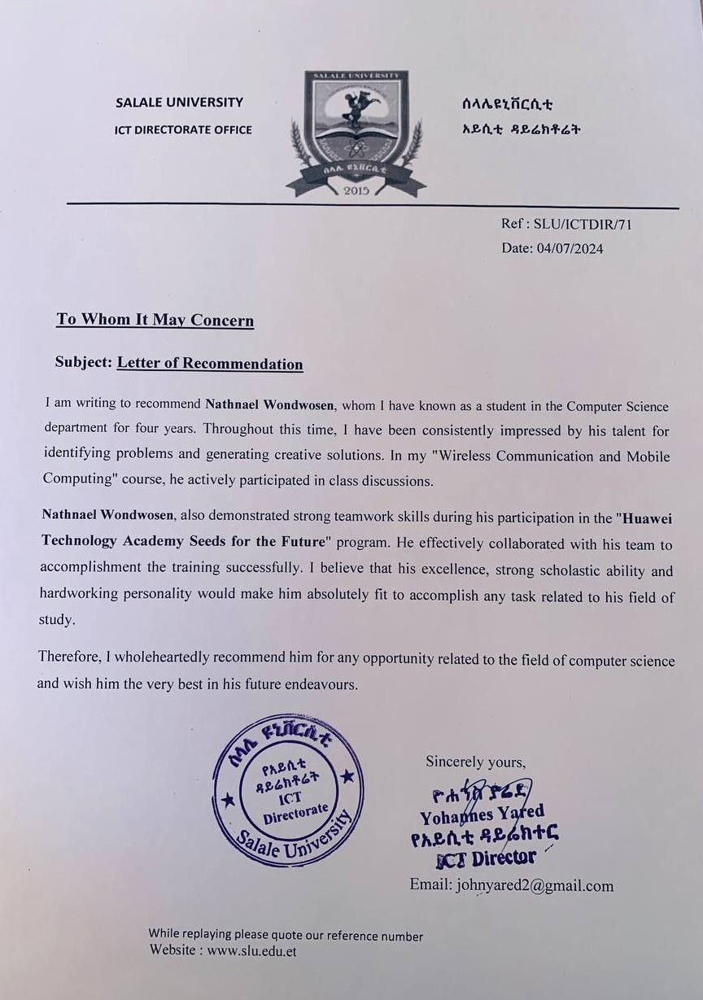 SALALE UNIVERSITY
ICT DIRECTORATE OFFICE
SALALE UNIVERSITY
ሰላሌ ዩኒቨርሲቲ
2015
ሰላሌዩኒቨርሲቲ
አይሲቲ ዳይሬክቶሬት
Ref : SLU/ICTDIR/71
Date: 04/07/2024
To Whom It May Concern
Subject: Letter of Recommendation
I am writing to recommend Nathnael Wondwosen, whom I have known as a student in the Computer Science
department for four years. Throughout this time, I have been consistently impressed by his talent for
identifying problems and generating creative solutions. In my "Wireless Communication and Mobile
Computing" course, he actively participated in class discussions.
Nathnael Wondwosen, also demonstrated strong teamwork skills during his participation in the "Huawei
Technology Academy Seeds for the Future" program. He effectively collaborated with his team to
accomplishment the training successfully. I believe that his excellence, strong scholastic ability and
hardworking personality would make him absolutely fit to accomplish any task related to his field of
study.
Therefore, I wholeheartedly recommend him for any opportunity related to the field of computer science
and wish him the very best in his future endeavours.
ሰላሌ ዩኒቨርሲቲ
የአይሲቲ
ዳይሬክቶሬት
ICT
Directorate
Salale University
Sincerely yours,
ዮሐንስ ያሬድ
Yohannes Yared
የአይሲቲ ዳይሬክተር
ICT Director
Email: johnyared2@gmail.com
While replaying please quote our reference number
Website : www.slu.edu.et